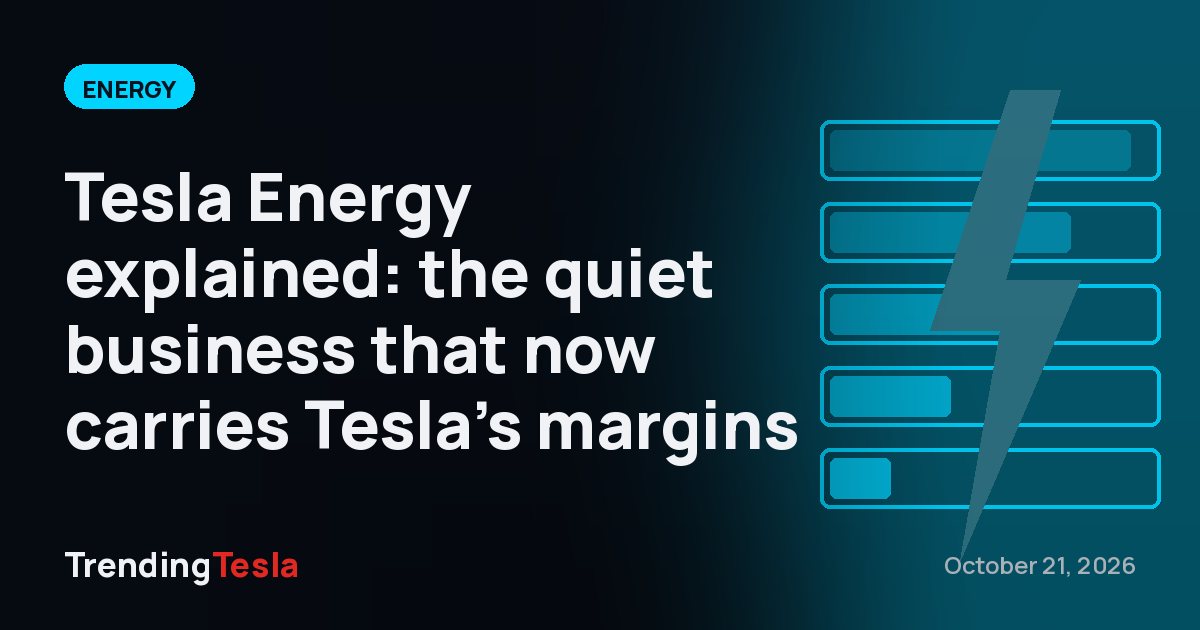 ENERGY
Tesla Energy
explained: the quiet
business that now
carries Tesla’s margins
TrendingTesla
October 21, 2026